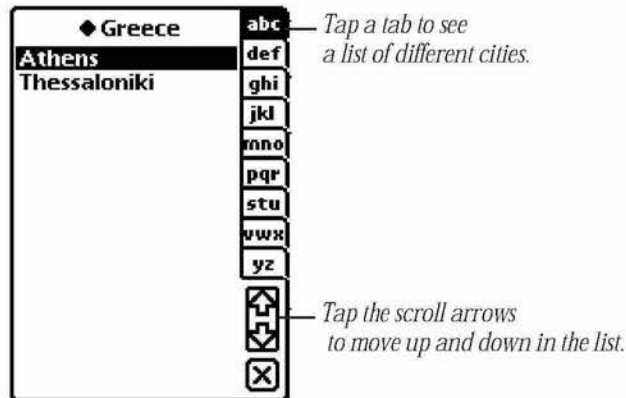 ◆ Greece
Athens
Thessaloniki
abc
def
ghi
jkl
mno
pqr
stu
vwx
yz
Tap a tab to see
a list of different cities.
Tap the scroll arrows
to move up and down in the list.